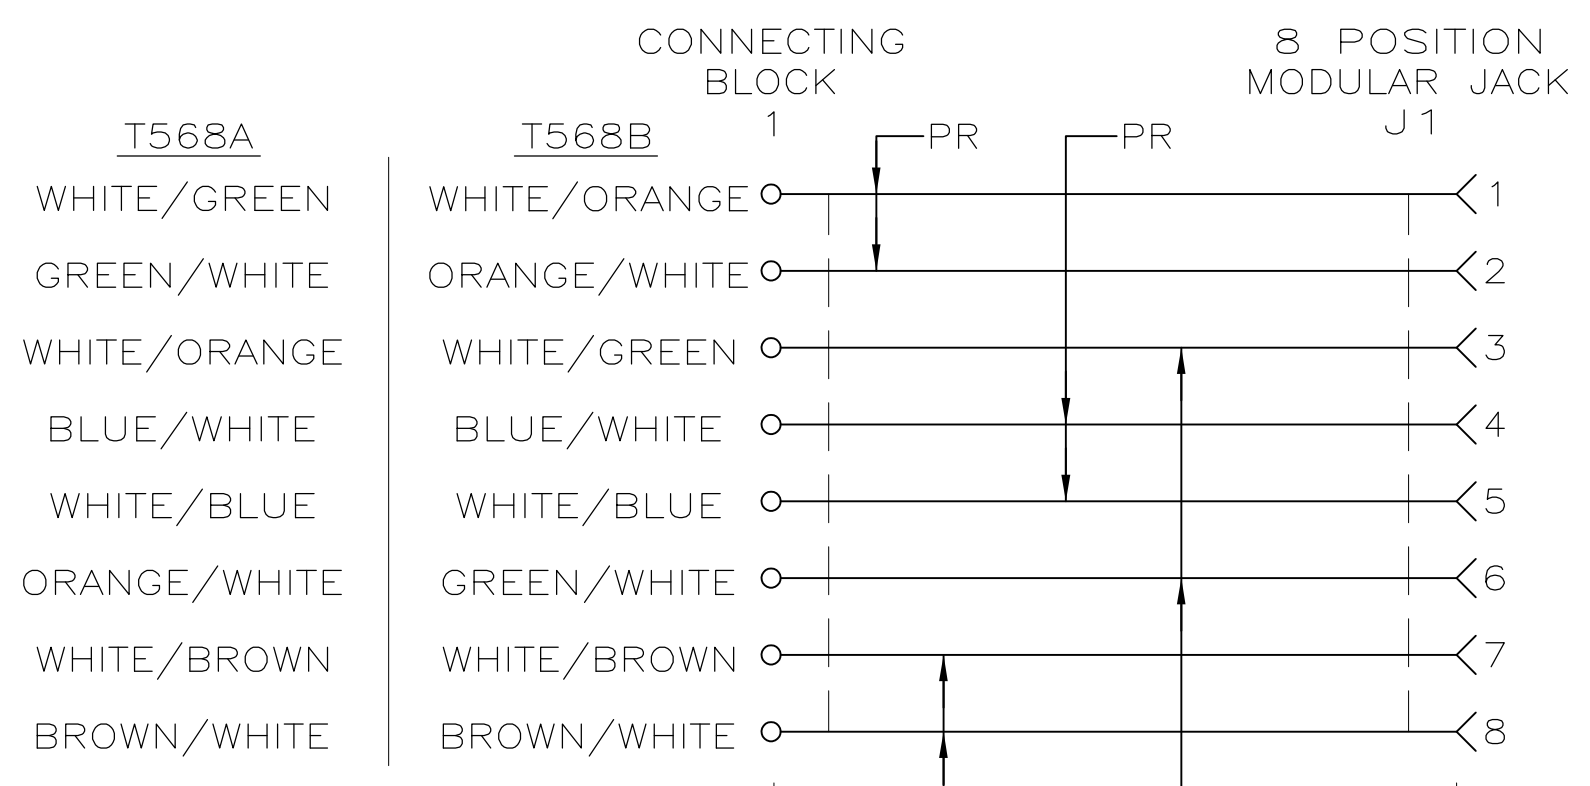 CONNECTING
BLOCK
1
8 POSITION
MODULAR JACK
J1
T568A T568B PR PR
WHITE/GREEN WHITE/ORANGE 1
GREEN/WHITE ORANGE/WHITE 2
WHITE/ORANGE WHITE/GREEN 3
BLUE/WHITE BLUE/WHITE 4
WHITE/BLUE WHITE/BLUE 5
ORANGE/WHITE GREEN/WHITE 6
WHITE/BROWN WHITE/BROWN 7
BROWN/WHITE BROWN/WHITE 8